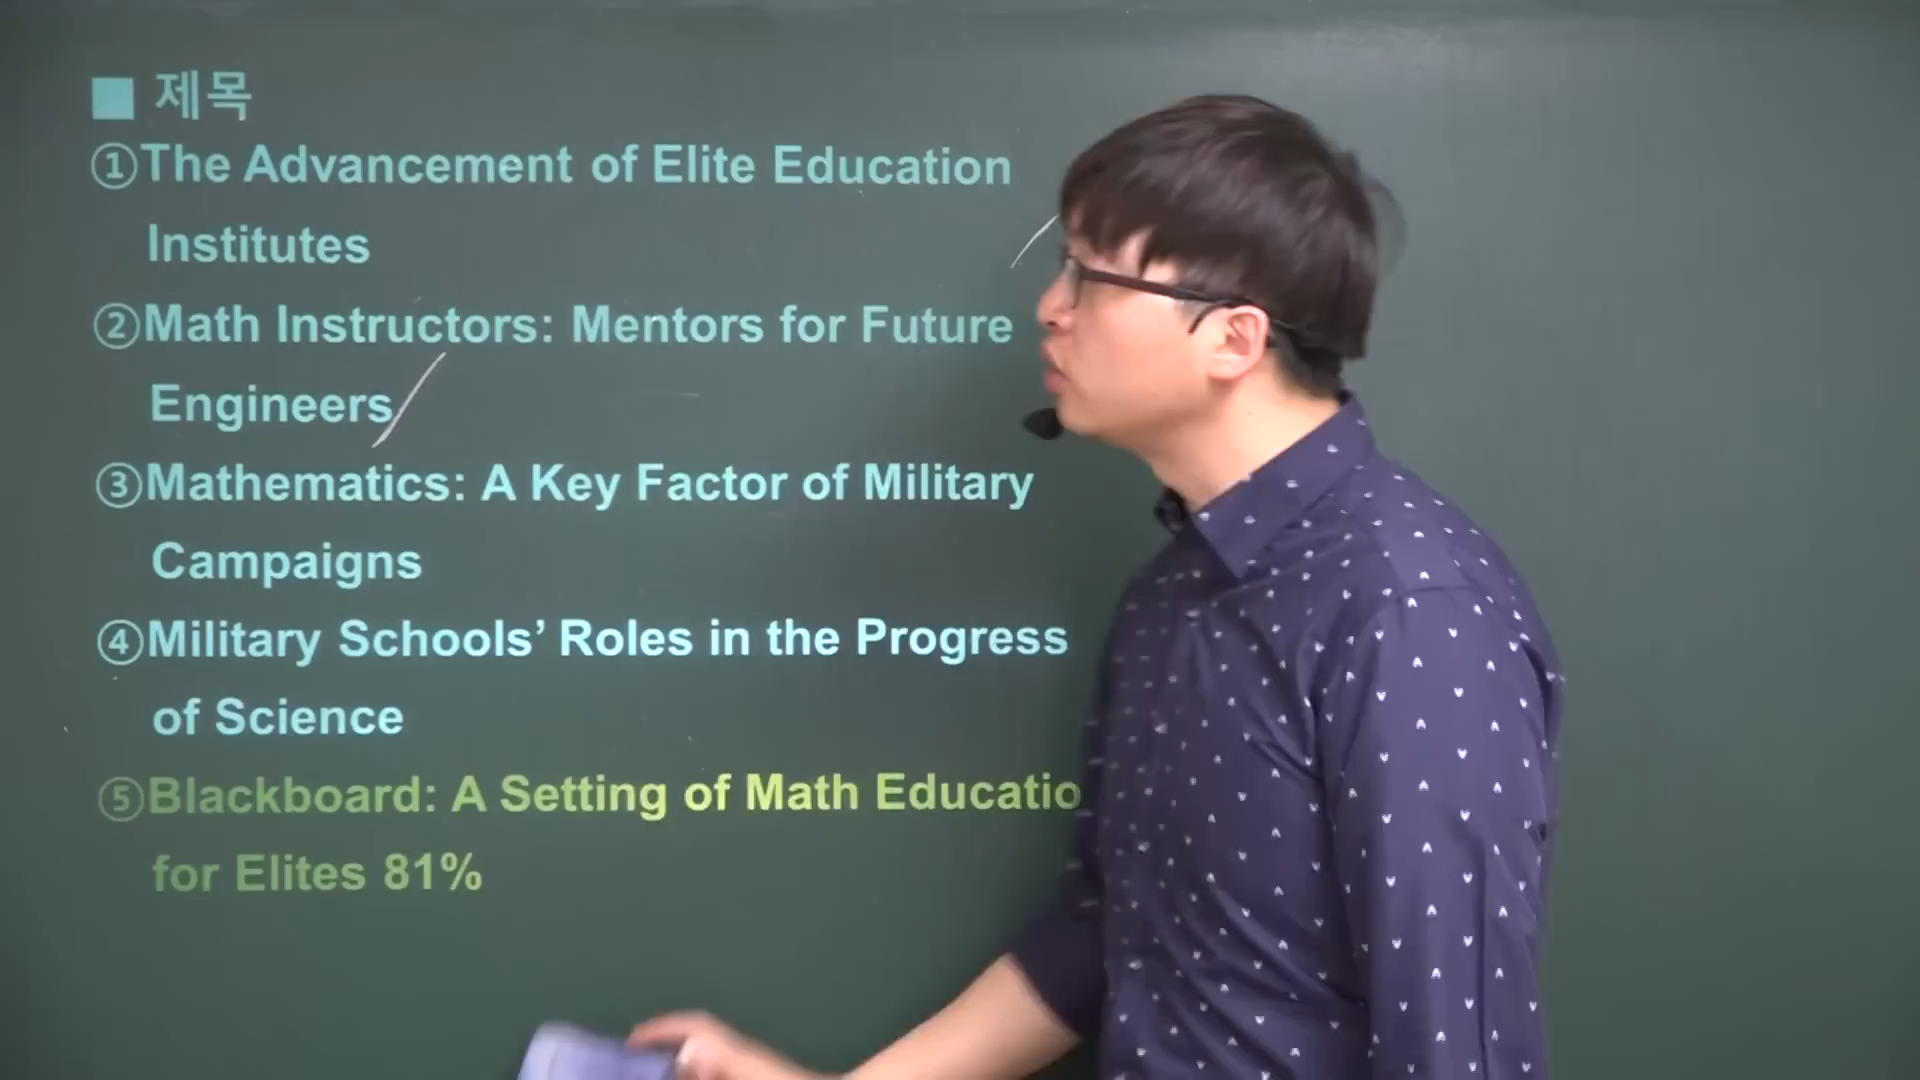 ■ 제목
①The Advancement of Elite Education
Institutes
②Math Instructors: Mentors for Future
Engineers
③Mathematics: A Key Factor of Military
Campaigns
④Military Schools’ Roles in the Progress
of Science
⑤Blackboard: A Setting of Math Educatio
for Elites 81%